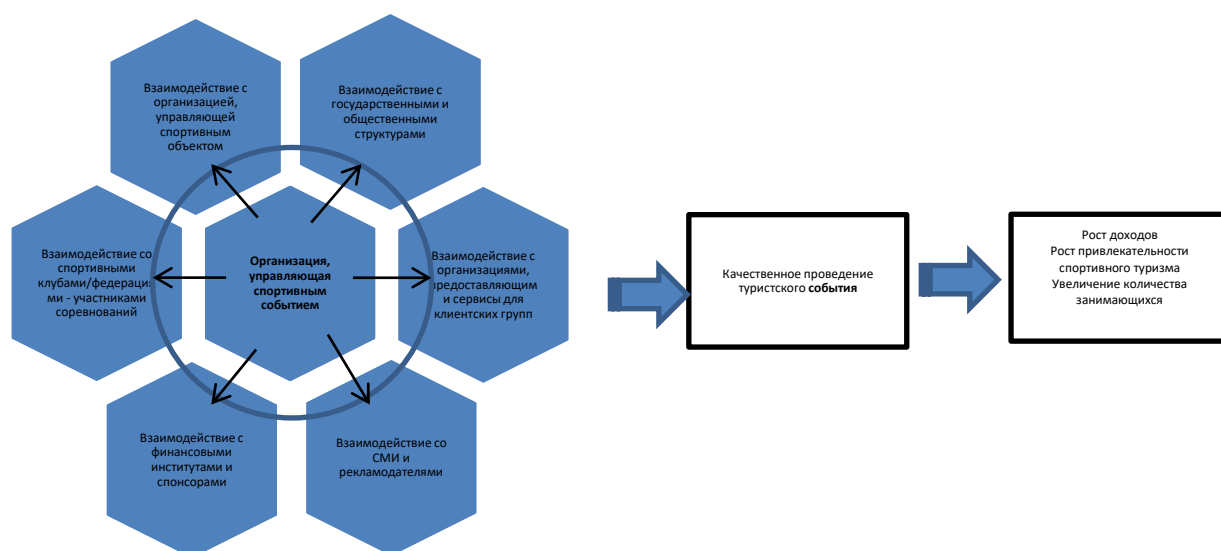 Взаимодействие с
организацией,
управляющей
спортивным
объектом
Взаимодействие с
государственными и
общественными
структурами
Взаимодействие со
спортивными
клубами/федерация
ми - участниками
соревнований
Организация,
управляющая
спортивным
событием
Взаимодействие с
организациями,
предоставляющим
и сервисы для
клиентских групп
Взаимодействие с
финансовыми
институтами и
спонсорами
Взаимодействие со
СМИ и
рекламодателями
Качественное проведение
туристского события
Рост доходов
Рост привлекательности
спортивного туризма
Увеличение количества
занимающихся